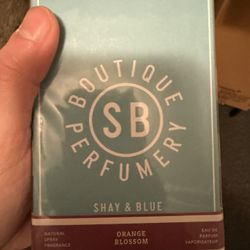 BOUTIQUE
SB
PERFUMERY
SHAY & BLUE
NATURAL
SPRAY
FRAGRANCE
ORANGE
BLOSSOM
EAU DE
PARFUM
VAPORISATEUR